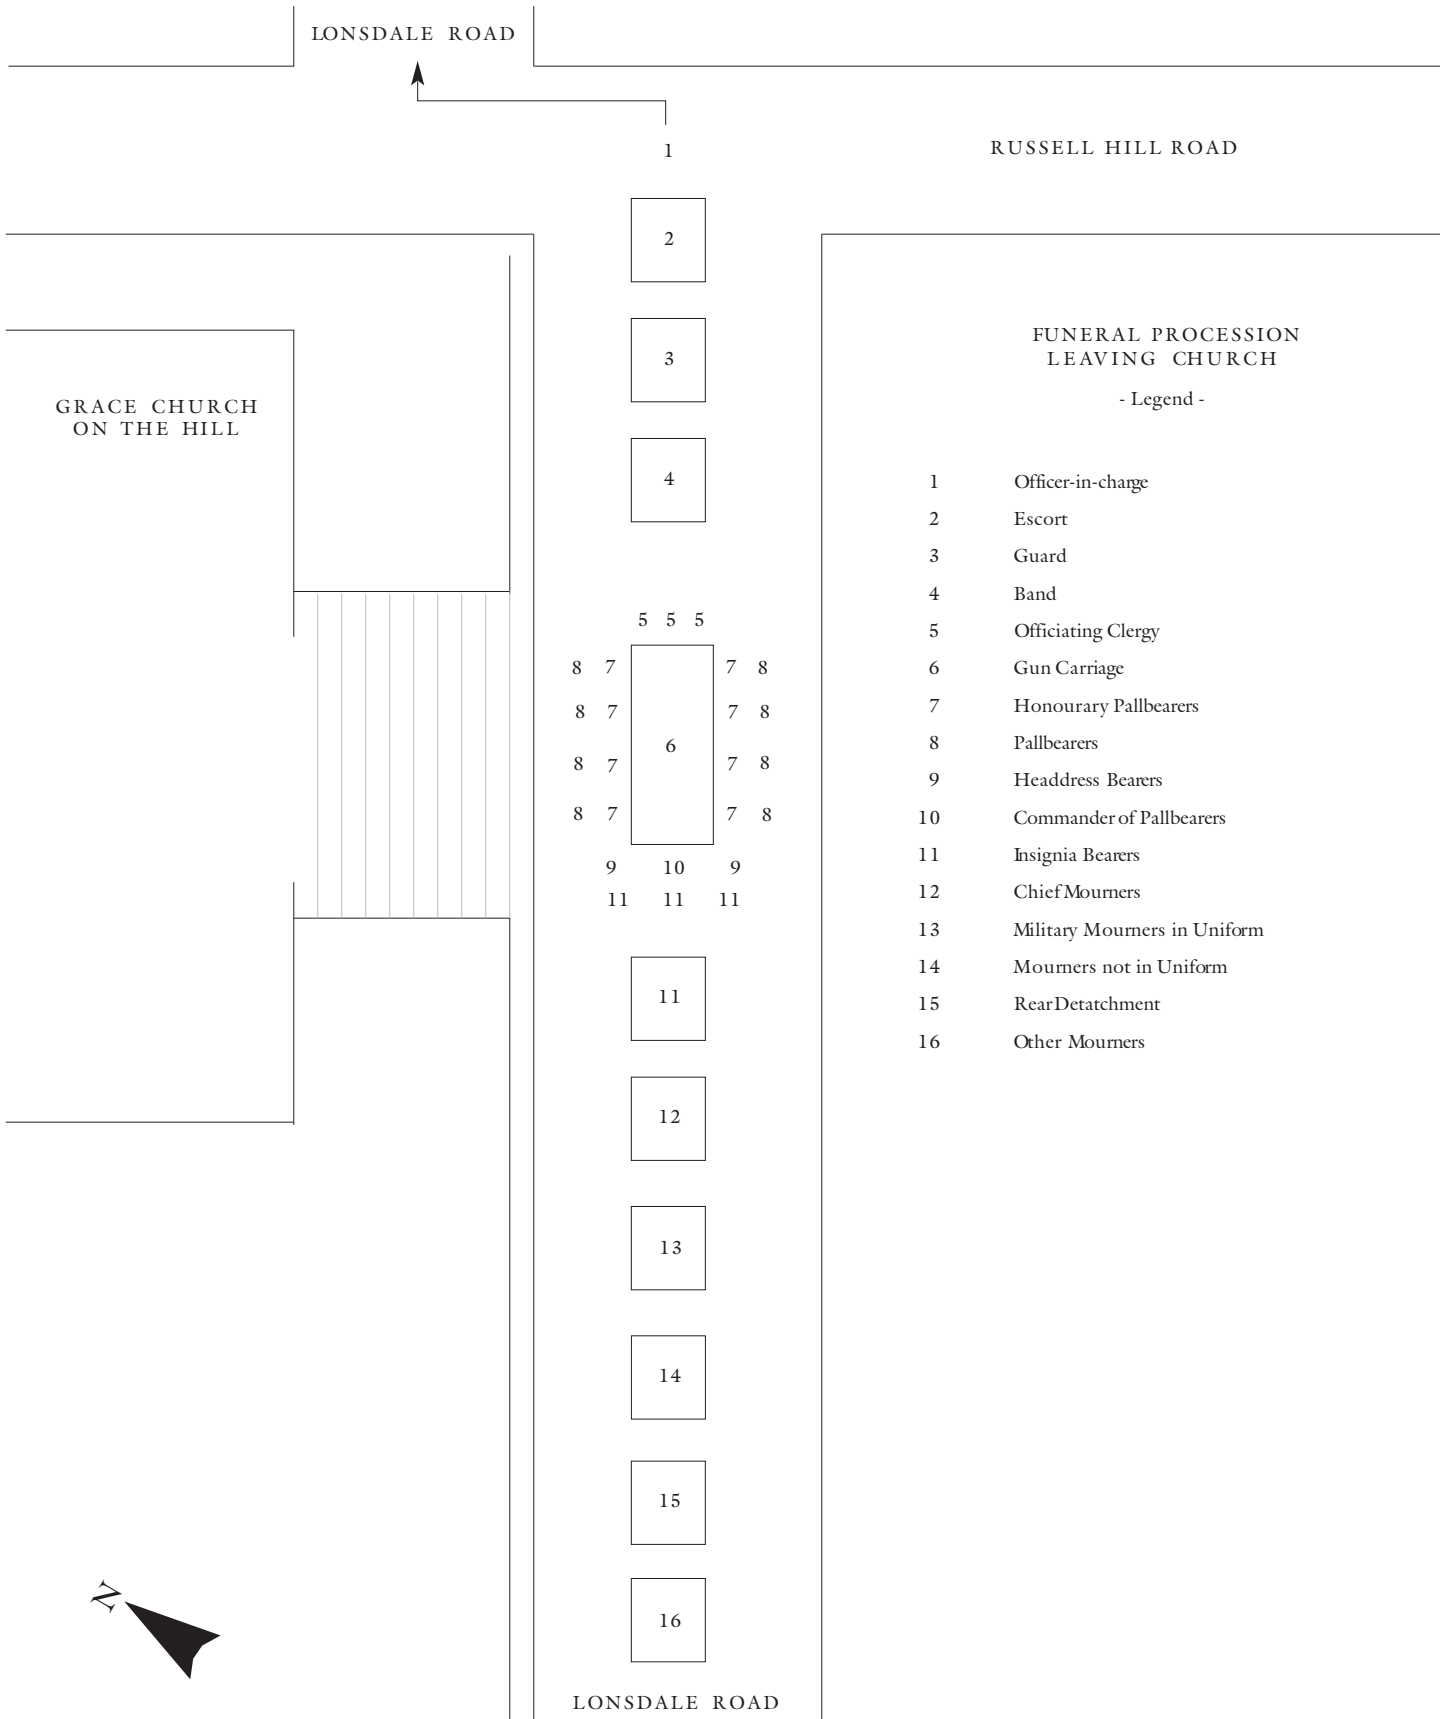 LONSDALE ROAD
1
RUSSELL HILL ROAD
2
3
4
GRACE CHURCH
ON THE HILL
5 5 5
8 7 7 8
8 7 7 8
6
8 7 7 8
8 7 7 8
9 10 9
11 11 11
11
12
13
14
15
16
LONSDALE ROAD
N
FUNERAL PROCESSION
LEAVING CHURCH
- Legend -
1 Officer-in-charge
2 Escort
3 Guard
4 Band
5 Officiating Clergy
6 Gun Carriage
7 Honourary Pallbearers
8 Pallbearers
9 Headdress Bearers
10 Commander of Pallbearers
11 Insignia Bearers
12 Chief Mourners
13 Military Mourners in Uniform
14 Mourners not in Uniform
15 Rear Detatchment
16 Other Mourners